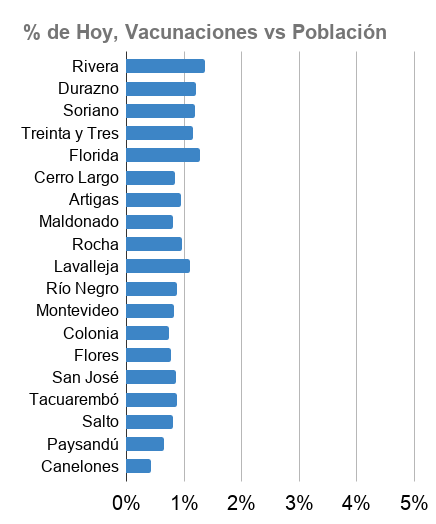 % de Hoy, Vacunaciones vs Población
Rivera
Durazno
Soriano
Treinta y Tres
Florida
Cerro Largo
Artigas
Maldonado
Rocha
Lavalleja
Río Negro
Montevideo
Colonia
Flores
San José
Tacuarembó
Salto
Paysandú
Canelones
0% 1% 2% 3% 4% 5%